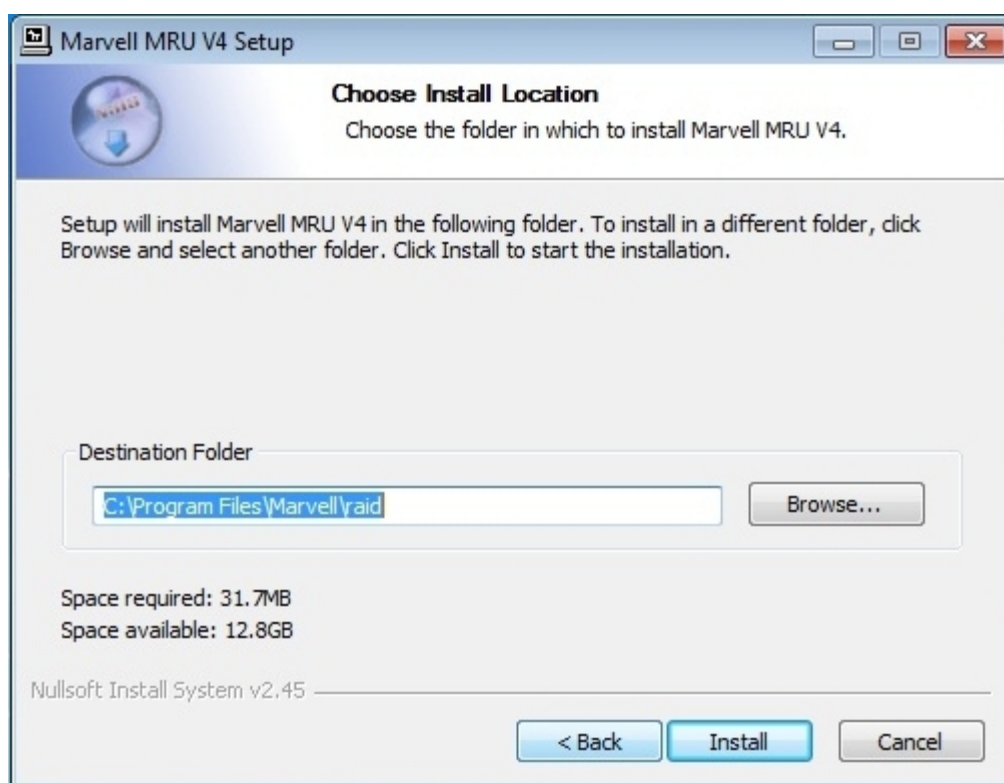 Marvell MRU V4 Setup
Choose Install Location
Choose the folder in which to install Marvell MRU V4.
Setup will install Marvell MRU V4 in the following folder. To install in a different folder, click
Browse and select another folder. Click Install to start the installation.
Destination Folder
C:\Program Files\Marvell\raid
Browse...
Space required: 31.7MB
Space available: 12.8GB
Nullsoft Install System v2.45
< Back
Install
Cancel